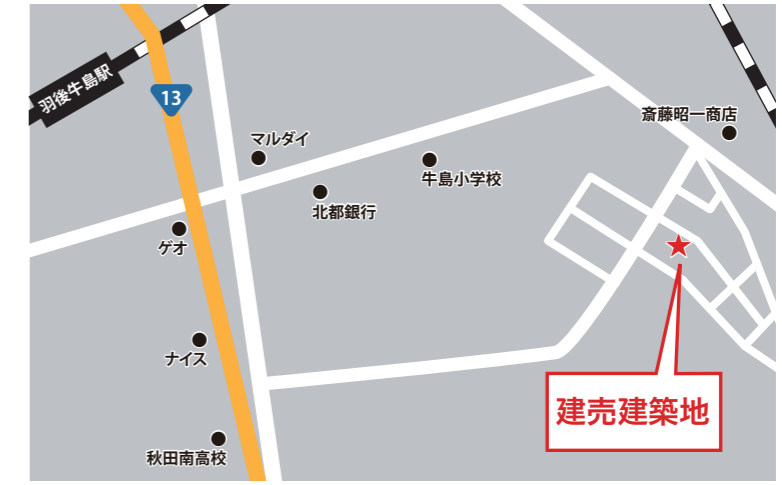 羽後牛島駅
13
マルダイ
北都銀行
牛島小学校
斎藤昭一商店
ゲオ
ナイス
秋田南高校
建売建築地